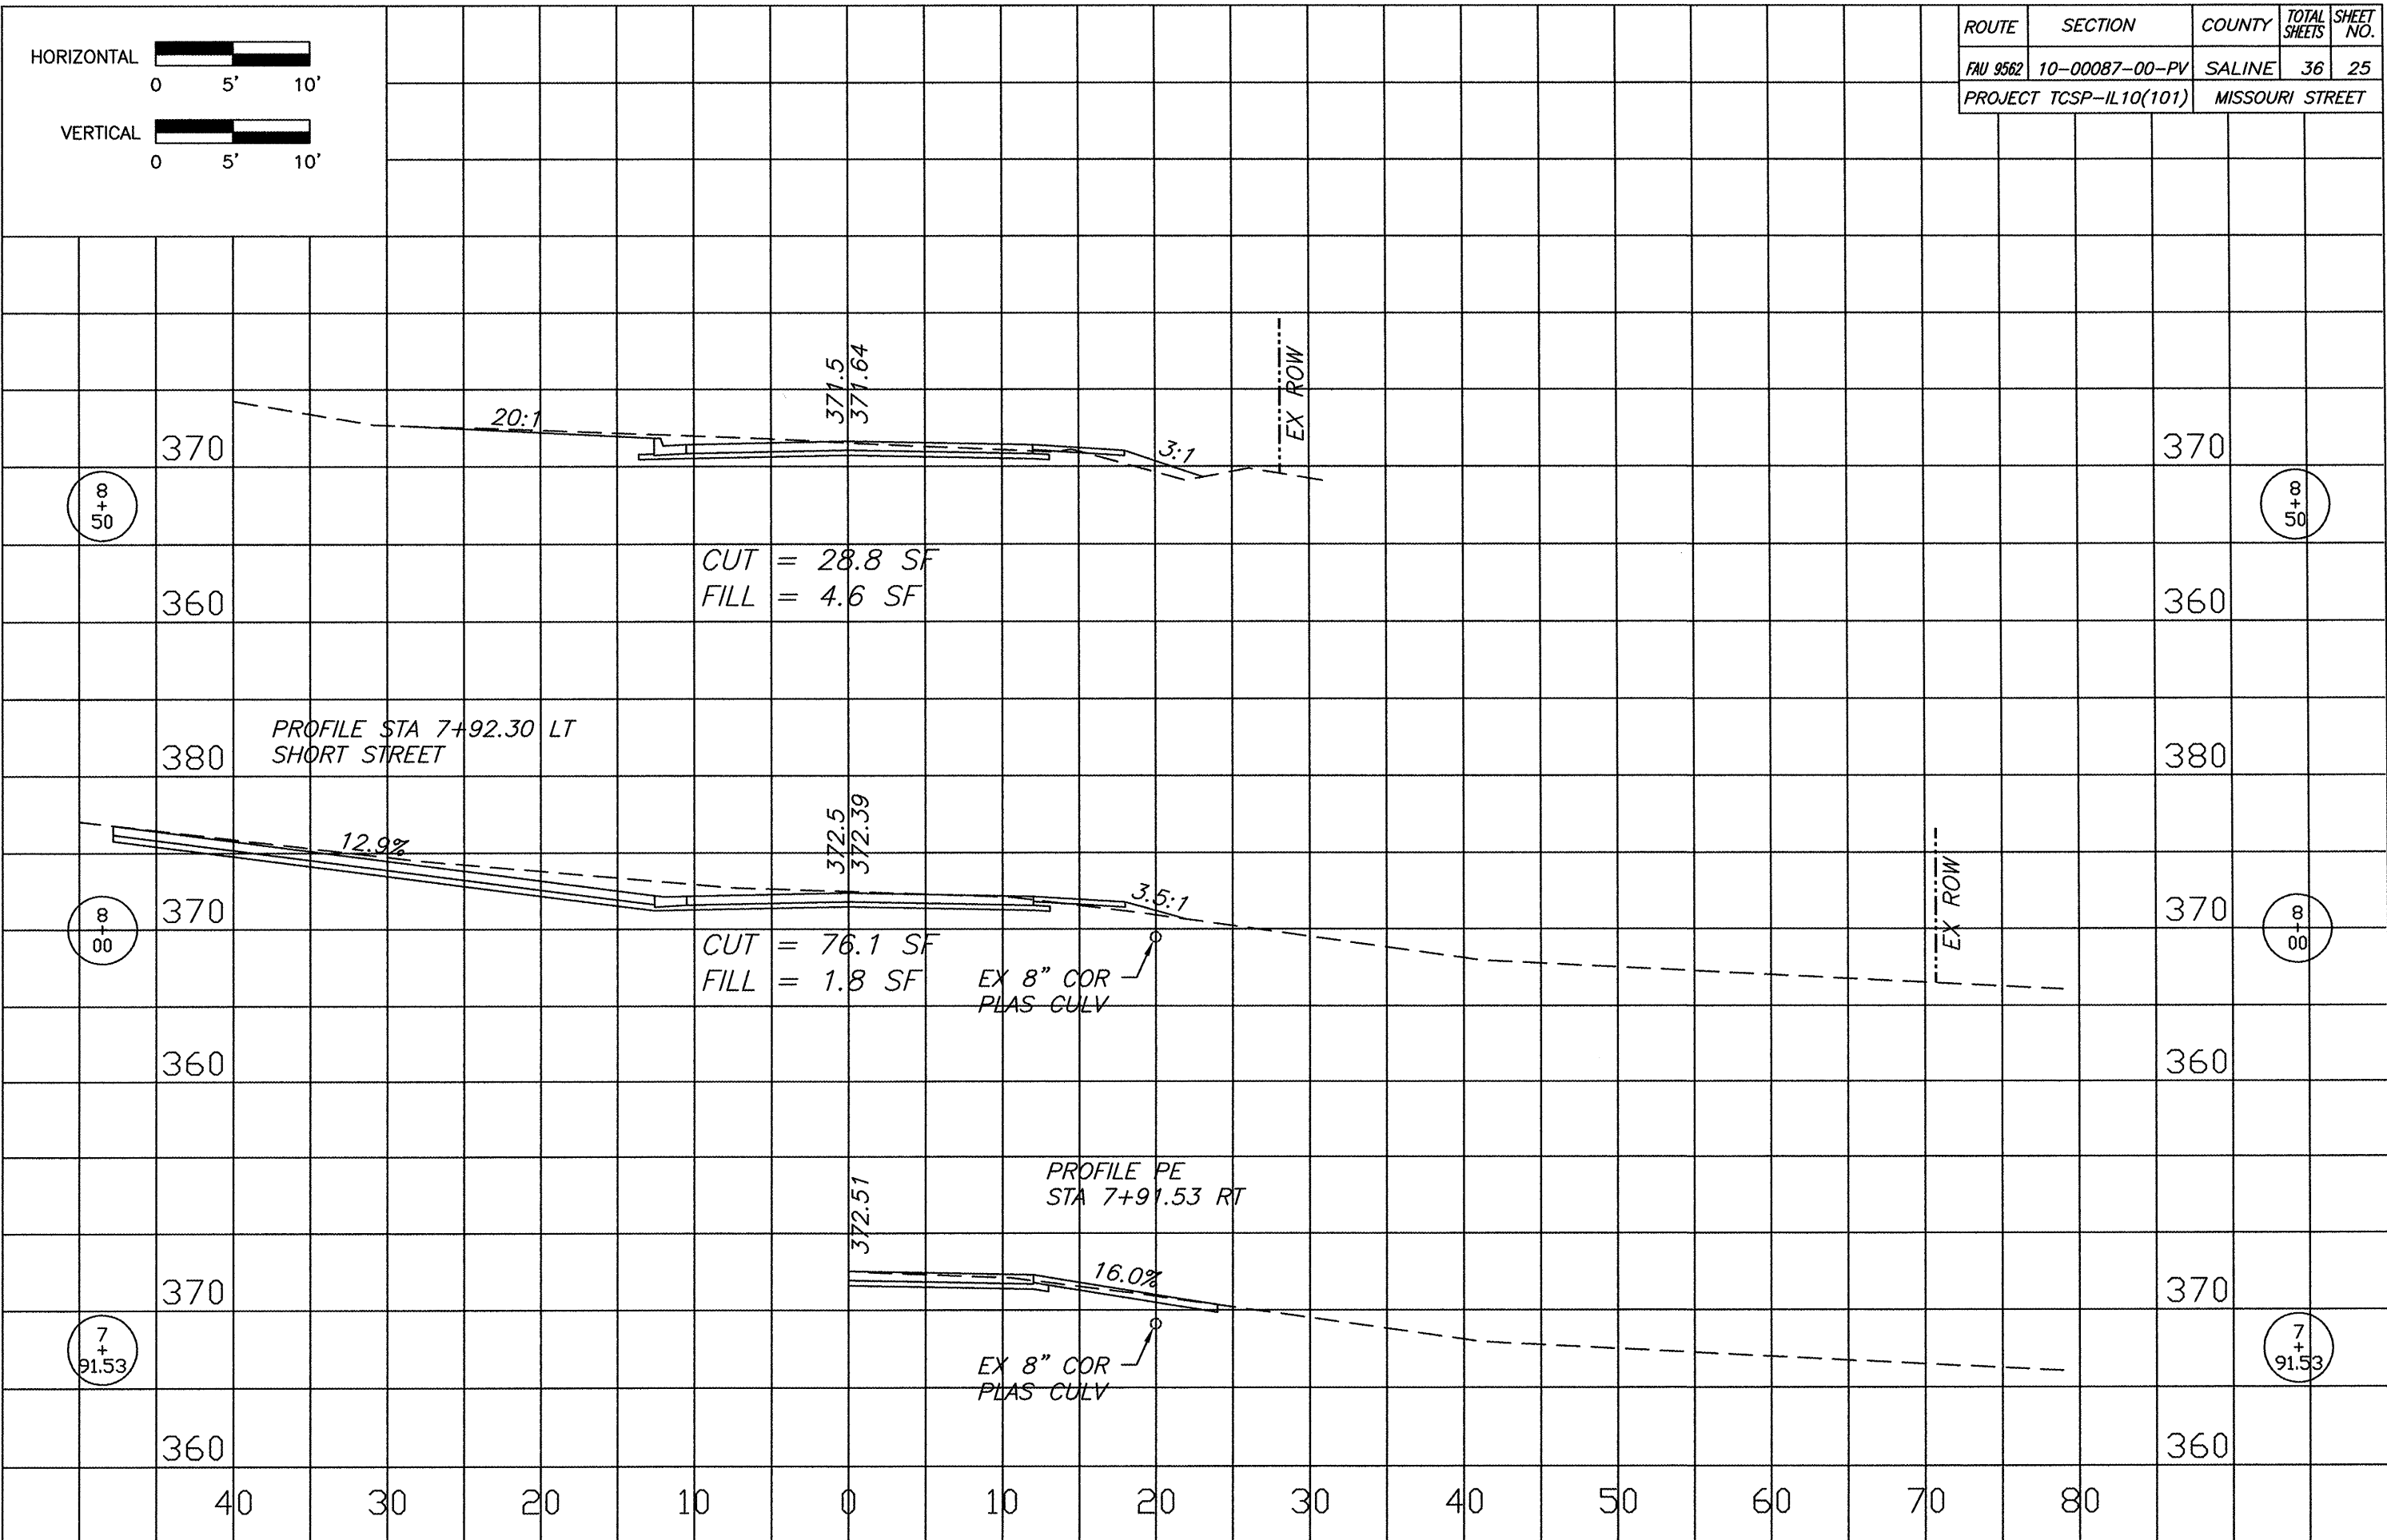 HORIZONTAL
0 5' 10'
VERTICAL
0 5' 10'
ROUTE SECTION COUNTY TOTAL SHEETS SHEET NO.
FAU 9562 10-00087-00-PV SALINE 36 25
PROJECT TCSP-IL10(101) MISSOURI STREET
371.5
371.64
EX ROW
20:1
3:1
370 370
8+50 8+50
CUT = 28.8 SF
FILL = 4.6 SF
360 360
PROFILE STA 7+92.30 LT
SHORT STREET
380 380
372.5
372.39
12.9%
3.5:1
EX ROW
370 370
8+00 8+00
CUT = 76.1 SF
FILL = 1.8 SF
EX 8" COR
PLAS CULV
360 360
PROFILE PE
STA 7+91.53 RT
372.51
16.0%
370 370
7+91.53 7+91.53
EX 8" COR
PLAS CULV
360 360
40 30 20 10 0 10 20 30 40 50 60 70 80